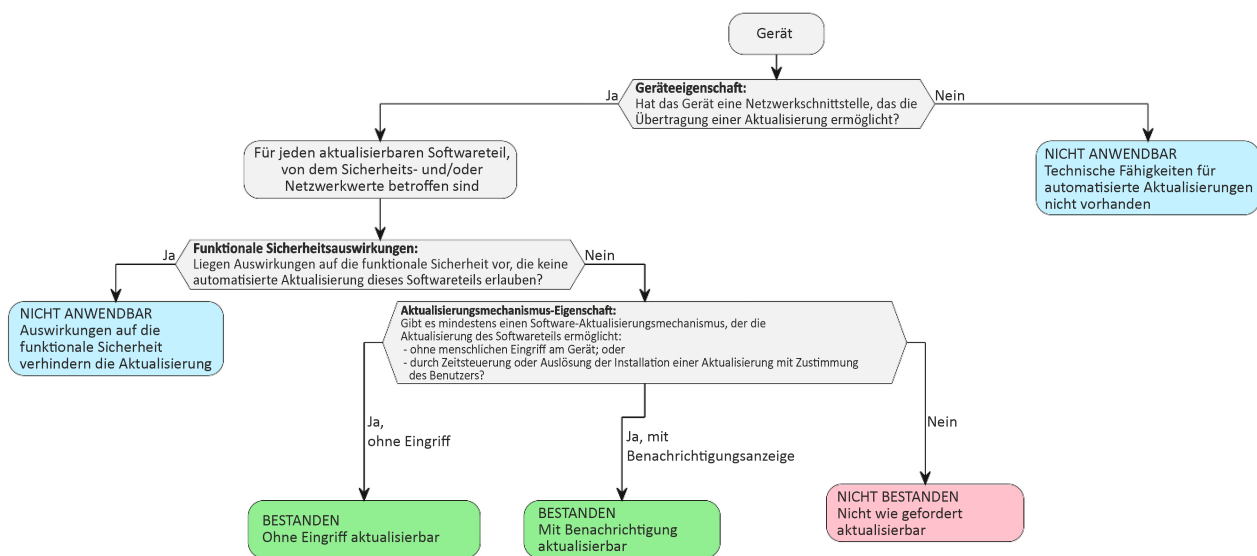 Gerät
Geräteeigenschaft:
Hat das Gerät eine Netzwerkschnittstelle, das die
Übertragung einer Aktualisierung ermöglicht?
Ja
Nein
Für jeden aktualisierbaren Softwareteil,
von dem Sicherheits- und/oder
Netzwerkwerte betroffen sind
NICHT ANWENDBAR
Technische Fähigkeiten für
automatisierte Aktualisierungen
nicht vorhanden
Funktionale Sicherheitsauswirkungen:
Liegen Auswirkungen auf die funktionale Sicherheit vor, die keine
automatisierte Aktualisierung dieses Softwareteils erlauben?
Ja
Nein
NICHT ANWENDBAR
Auswirkungen auf die
funktionale Sicherheit
verhindern die Aktualisierung
Aktualisierungsmechanismus-Eigenschaft:
Gibt es mindestens einen Software-Aktualisierungsmechanismus, der die
Aktualisierung des Softwareteils ermöglicht:
- ohne menschlichen Eingriff am Gerät; oder
- durch Zeitsteuerung oder Auslösung der Installation einer Aktualisierung mit Zustimmung
des Benutzers?
Ja,
ohne Eingriff
Ja, mit
Benachrichtigungsanzeige
Nein
BESTANDEN
Ohne Eingriff aktualisierbar
BESTANDEN
Mit Benachrichtigung
aktualisierbar
NICHT BESTANDEN
Nicht wie gefordert
aktualisierbar